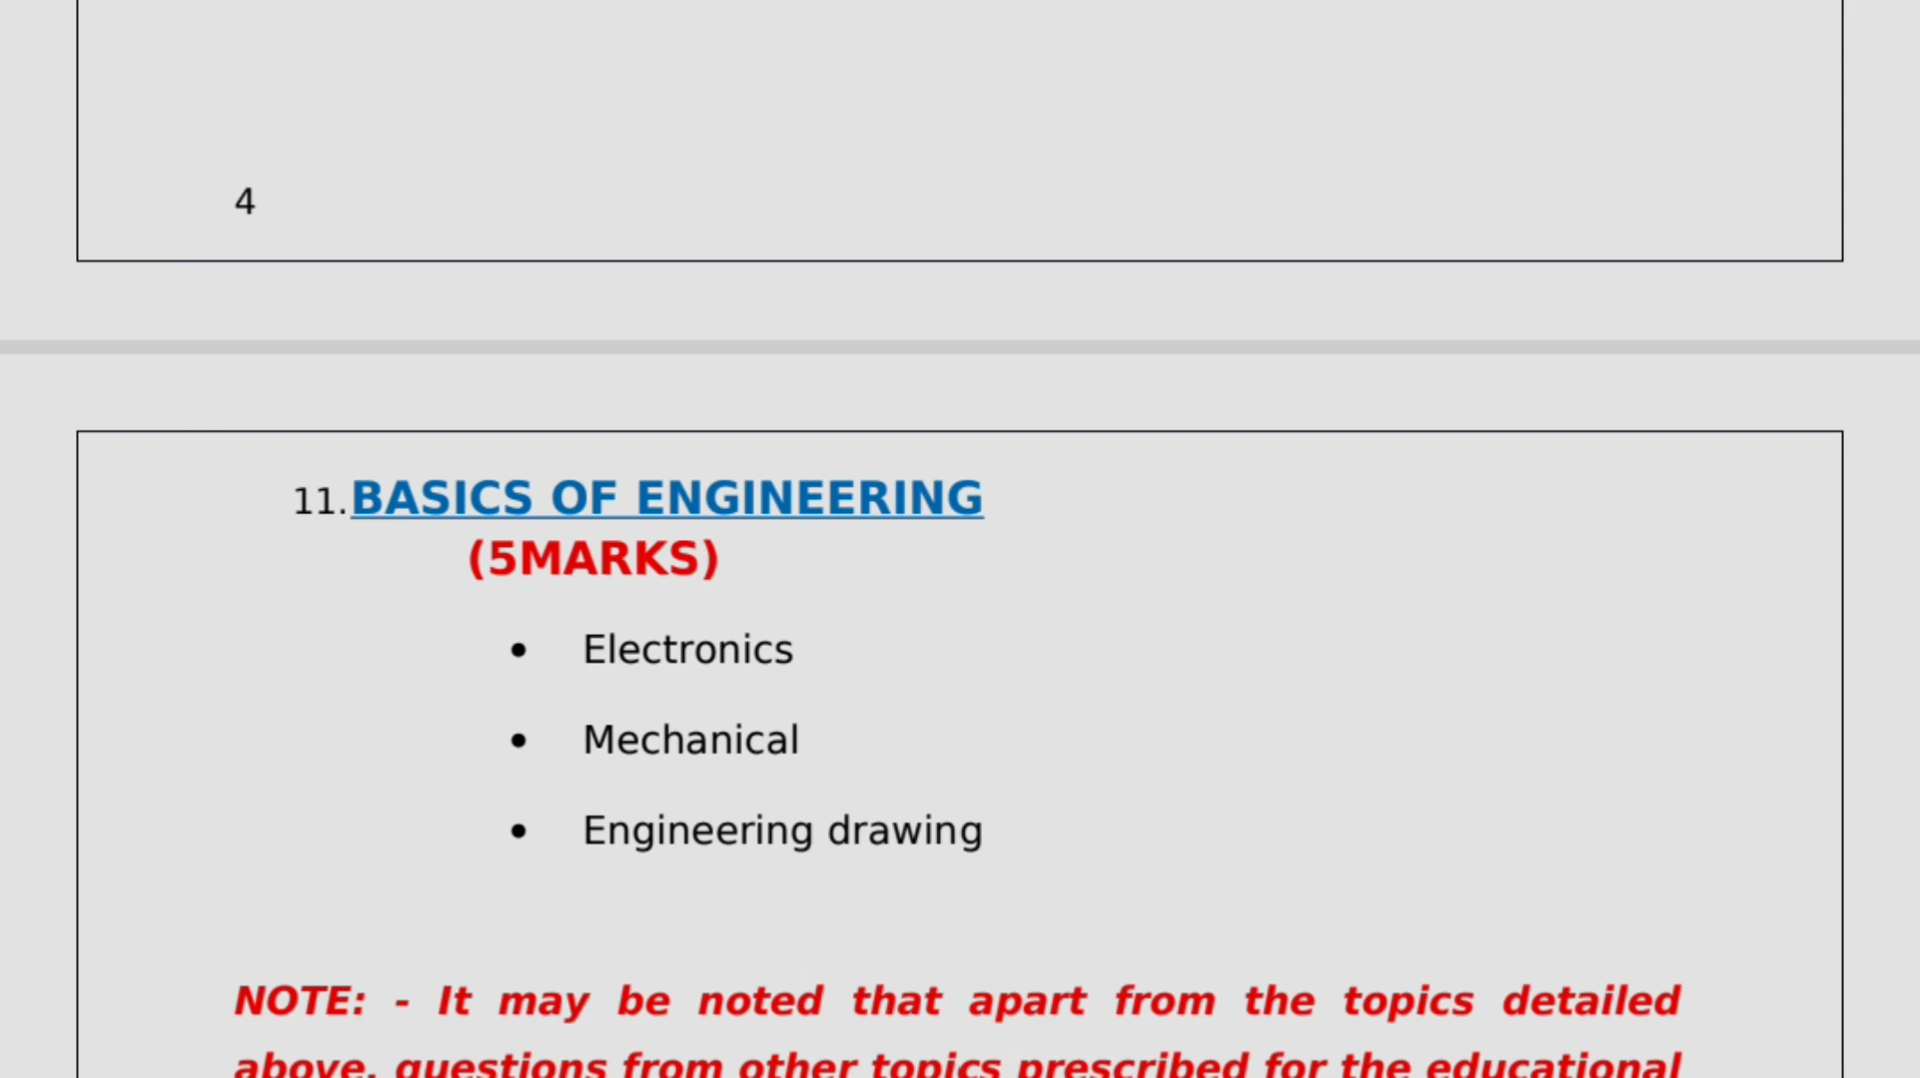 4
11.BASICS OF ENGINEERING
(5MARKS)
• Electronics
• Mechanical
• Engineering drawing
NOTE: - It may be noted that apart from the topics detailed
above, questions from other topics prescribed for the educational